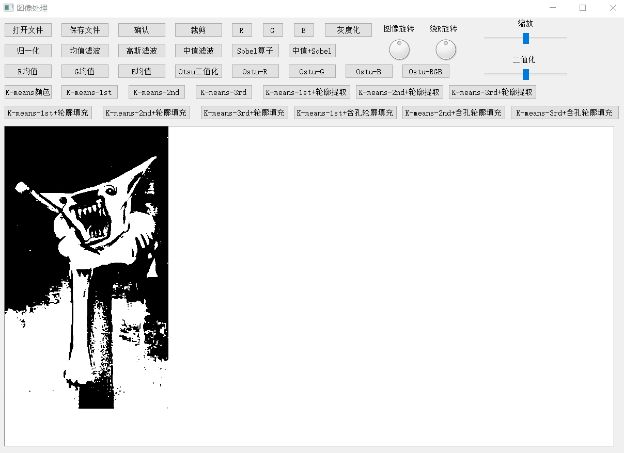 图像处理
打开文件 保存文件 确认 裁剪 R G B 灰度化 图像旋转 线R旋转 缩放
归一化 均值滤波 高斯滤波 中值滤波 Sobel算子 中值+Sobel 二值化
R均值 G均值 B均值 Otsu二值化 Ostu-R Ostu-G Ostu-B Ostu-RGB
K-means颜色 K-means-1st K-means-2nd K-means-3rd K-means-1st+轮廓提取 K-means-2nd+轮廓提取 K-means-3rd+轮廓提取
K-means-1st+轮廓填充 K-means-2nd+轮廓填充 K-means-3rd+轮廓填充 K-means-1st+含孔轮廓填充 K-means-2nd+含孔轮廓填充 K-means-3rd+含孔轮廓填充